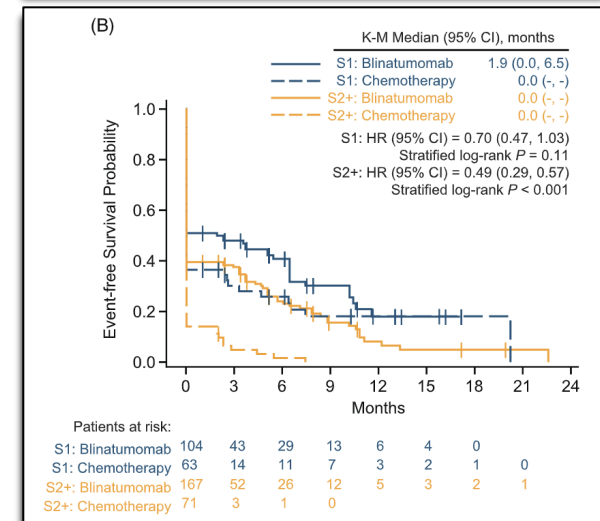 (B)
K-M Median (95% CI), months
S1: Blinatumomab 1.9 (0.0, 6.5)
S1: Chemotherapy 0.0 (-, -)
S2+: Blinatumomab 0.0 (-, -)
S2+: Chemotherapy 0.0 (-, -)
S1: HR (95% CI) = 0.70 (0.47, 1.03)
Stratified log-rank P = 0.11
S2+: HR (95% CI) = 0.49 (0.29, 0.57)
Stratified log-rank P < 0.001
Event-free Survival Probability
1.0
0.8
0.6
0.4
0.2
0.0
0 3 6 9 12 15 18 21 24
Months
Patients at risk:
S1: Blinatumomab 104 43 29 13 6 4 0
S1: Chemotherapy 63 14 11 7 3 2 1 0
S2+: Blinatumomab 167 52 26 12 5 3 2 1
S2+: Chemotherapy 71 3 1 0